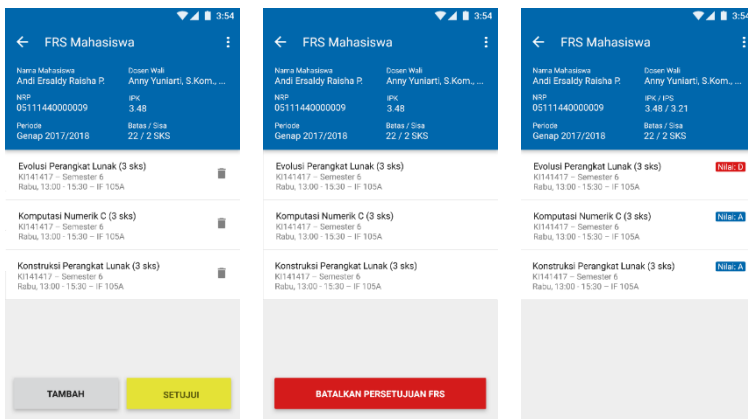 3:54
FRS Mahasiswa
Nama Mahasiswa Dosen Wali
Andi Ersaldy Raisha P. Anny Yuniarti, S.Kom., ...
NRP IPK
05111440000009 3.48
Periode Batas / Sisa
Genap 2017/2018 22 / 2 SKS
Evolusi Perangkat Lunak (3 sks)
KI141417 – Semester 6
Rabu, 13:00 - 15:30 – IF 105A
Komputasi Numerik C (3 sks)
KI141417 – Semester 6
Rabu, 13:00 - 15:30 – IF 105A
Konstruksi Perangkat Lunak (3 sks)
KI141417 – Semester 6
Rabu, 13:00 - 15:30 – IF 105A
TAMBAH SETUJUI
3:54
FRS Mahasiswa
Nama Mahasiswa Dosen Wali
Andi Ersaldy Raisha P. Anny Yuniarti, S.Kom., ...
NRP IPK
05111440000009 3.48
Periode Batas / Sisa
Genap 2017/2018 22 / 2 SKS
Evolusi Perangkat Lunak (3 sks)
KI141417 – Semester 6
Rabu, 13:00 - 15:30 – IF 105A
Komputasi Numerik C (3 sks)
KI141417 – Semester 6
Rabu, 13:00 - 15:30 – IF 105A
Konstruksi Perangkat Lunak (3 sks)
KI141417 – Semester 6
Rabu, 13:00 - 15:30 – IF 105A
BATALKAN PERSETUJUAN FRS
3:54
FRS Mahasiswa
Nama Mahasiswa Dosen Wali
Andi Ersaldy Raisha P. Anny Yuniarti, S.Kom., ...
NRP IPK / IPS
05111440000009 3.48 / 3.21
Periode Batas / Sisa
Genap 2017/2018 22 / 2 SKS
Evolusi Perangkat Lunak (3 sks) Nilai: D
KI141417 – Semester 6
Rabu, 13:00 - 15:30 – IF 105A
Komputasi Numerik C (3 sks) Nilai: A
KI141417 – Semester 6
Rabu, 13:00 - 15:30 – IF 105A
Konstruksi Perangkat Lunak (3 sks) Nilai: A
KI141417 – Semester 6
Rabu, 13:00 - 15:30 – IF 105A